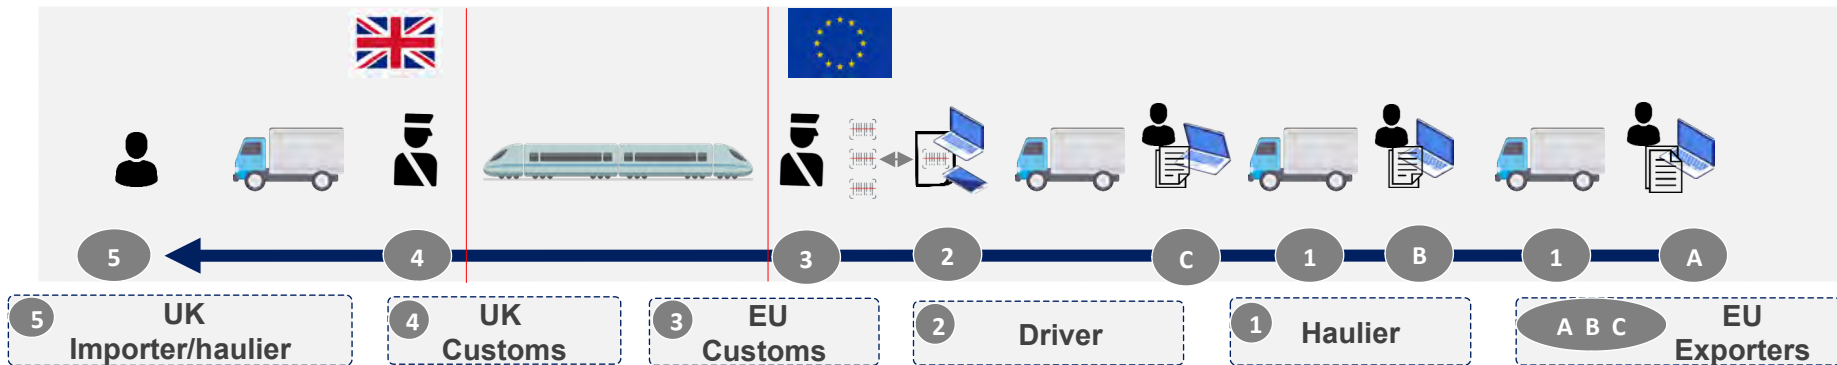 5
4
3
2
C
1
B
1
A
5
UK
Importer/haulier
4
UK
Customs
3
EU
Customs
2
Driver
1
Haulier
A B C
EU
Exporters